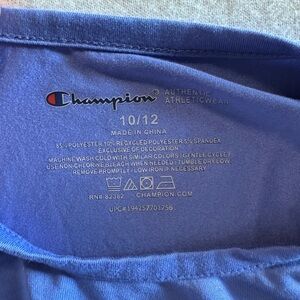 Champion
AUTHENTIC
ATHLETICWEAR
10/12
MADE IN CHINA
85% POLYESTER 10% RECYCLED POLYESTER 5% SPANDEX
EXCLUSIVE OF DECORATION
MACHINE WASH COLD WITH SIMILAR COLORS | GENTLE CYCLE |
USE NON-CHLORINE BLEACH WHEN NEEDED | TUMBLE DRY LOW
REMOVE PROMPTLY • LOW IRON IF NECESSARY
RN# 82382 CHAMPION.COM